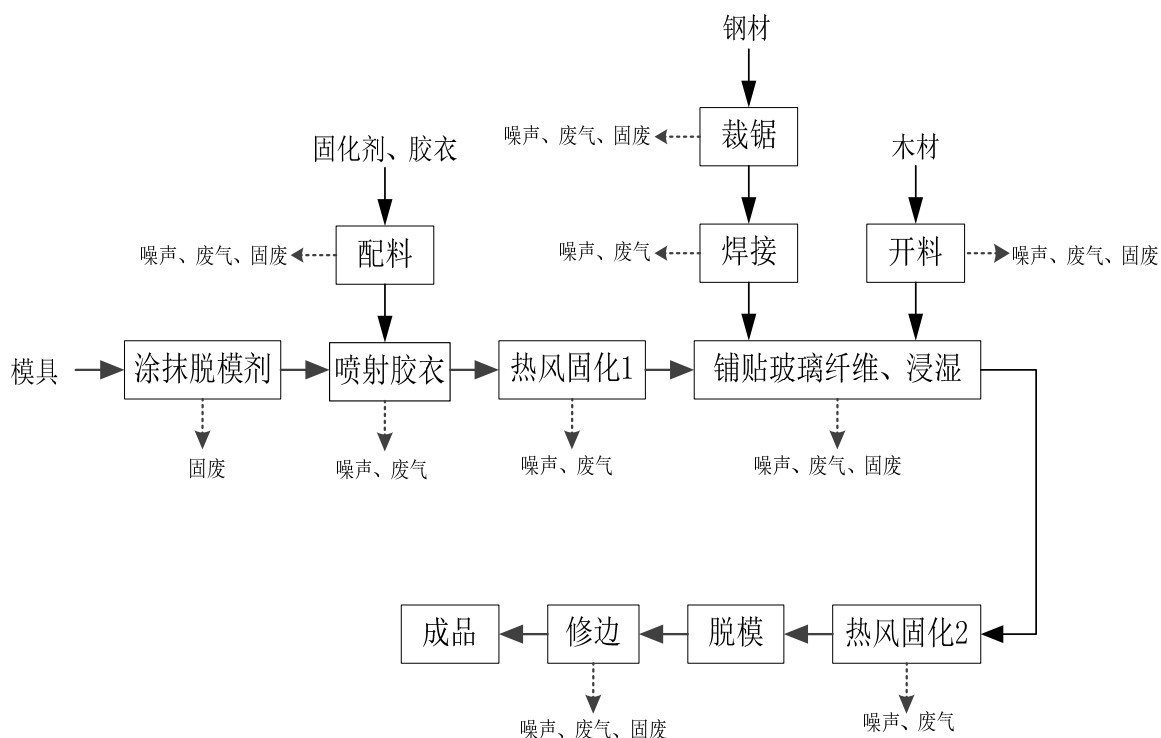 钢材
噪声、废气、固废
裁锯
固化剂、胶衣
木材
噪声、废气、固废
配料
噪声、废气
焊接
开料
噪声、废气、固废
模具
涂抹脱模剂
喷射胶衣
热风固化1
铺贴玻璃纤维、浸湿
固废
噪声、废气
噪声、废气
噪声、废气、固废
成品
修边
脱模
热风固化2
噪声、废气、固废
噪声、废气